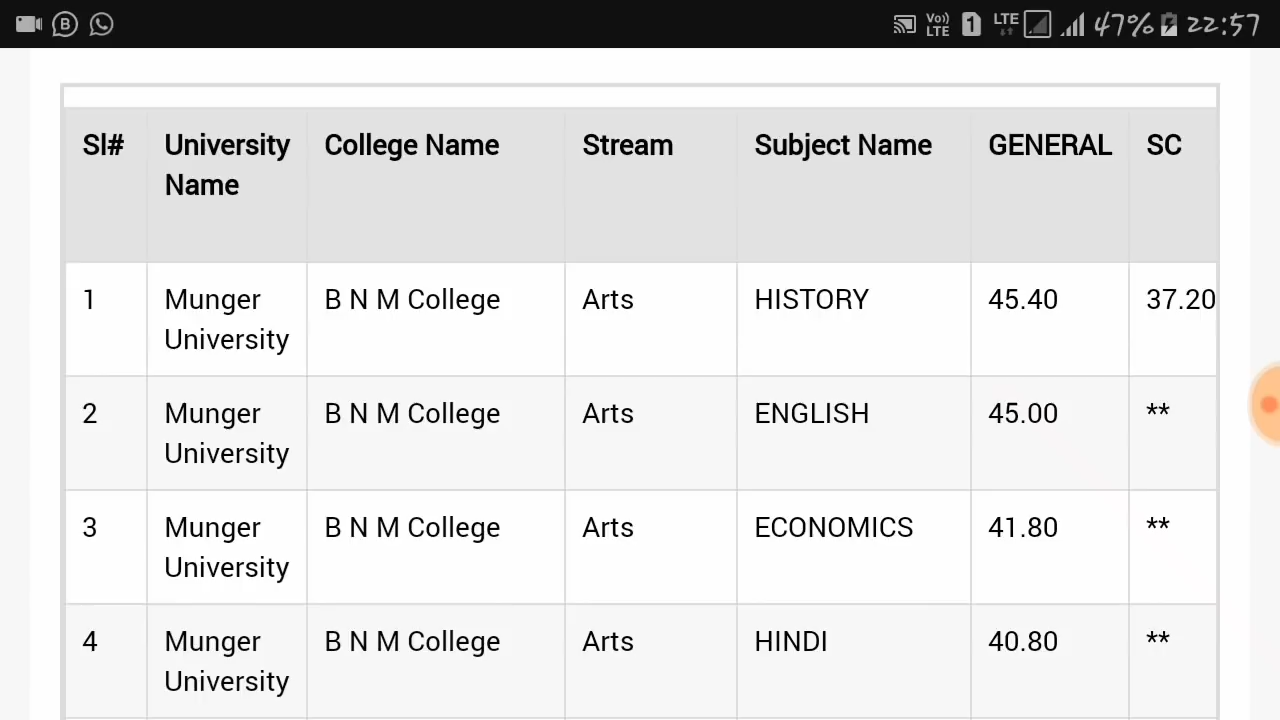 B Vo)) LTE 1 LTE 47% 22:57
Sl# University Name College Name Stream Subject Name GENERAL SC
1 Munger University B N M College Arts HISTORY 45.40 37.20
2 Munger University B N M College Arts ENGLISH 45.00 **
3 Munger University B N M College Arts ECONOMICS 41.80 **
4 Munger University B N M College Arts HINDI 40.80 **